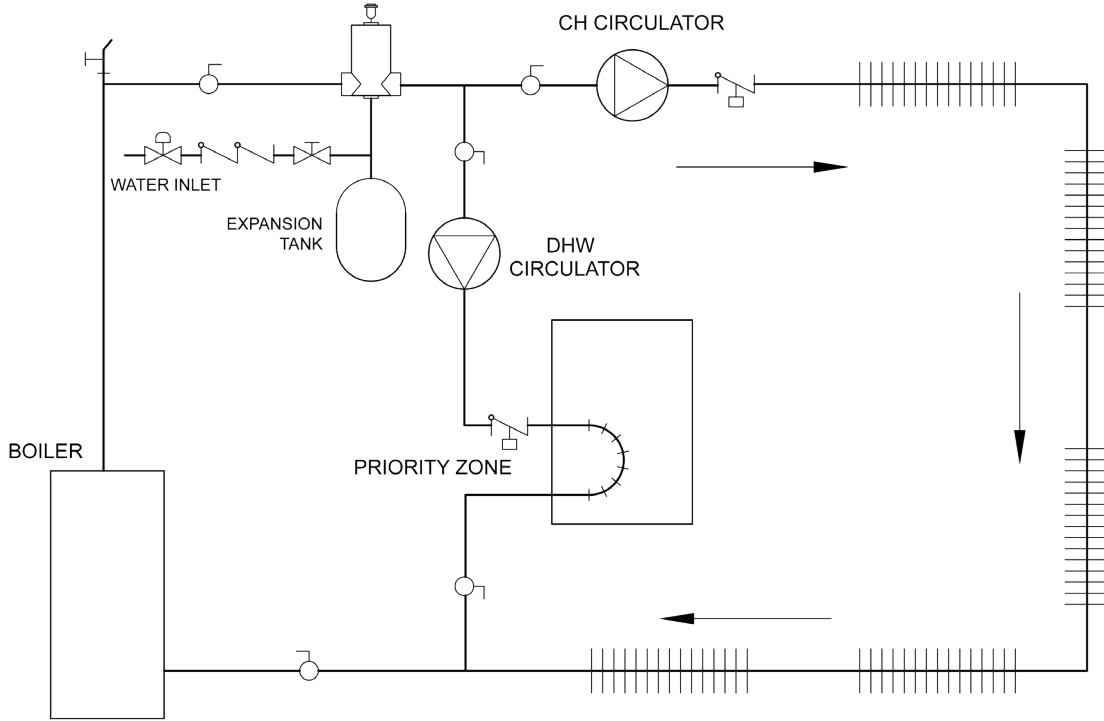 CH CIRCULATOR
WATER INLET
EXPANSION
TANK
DHW
CIRCULATOR
BOILER
PRIORITY ZONE